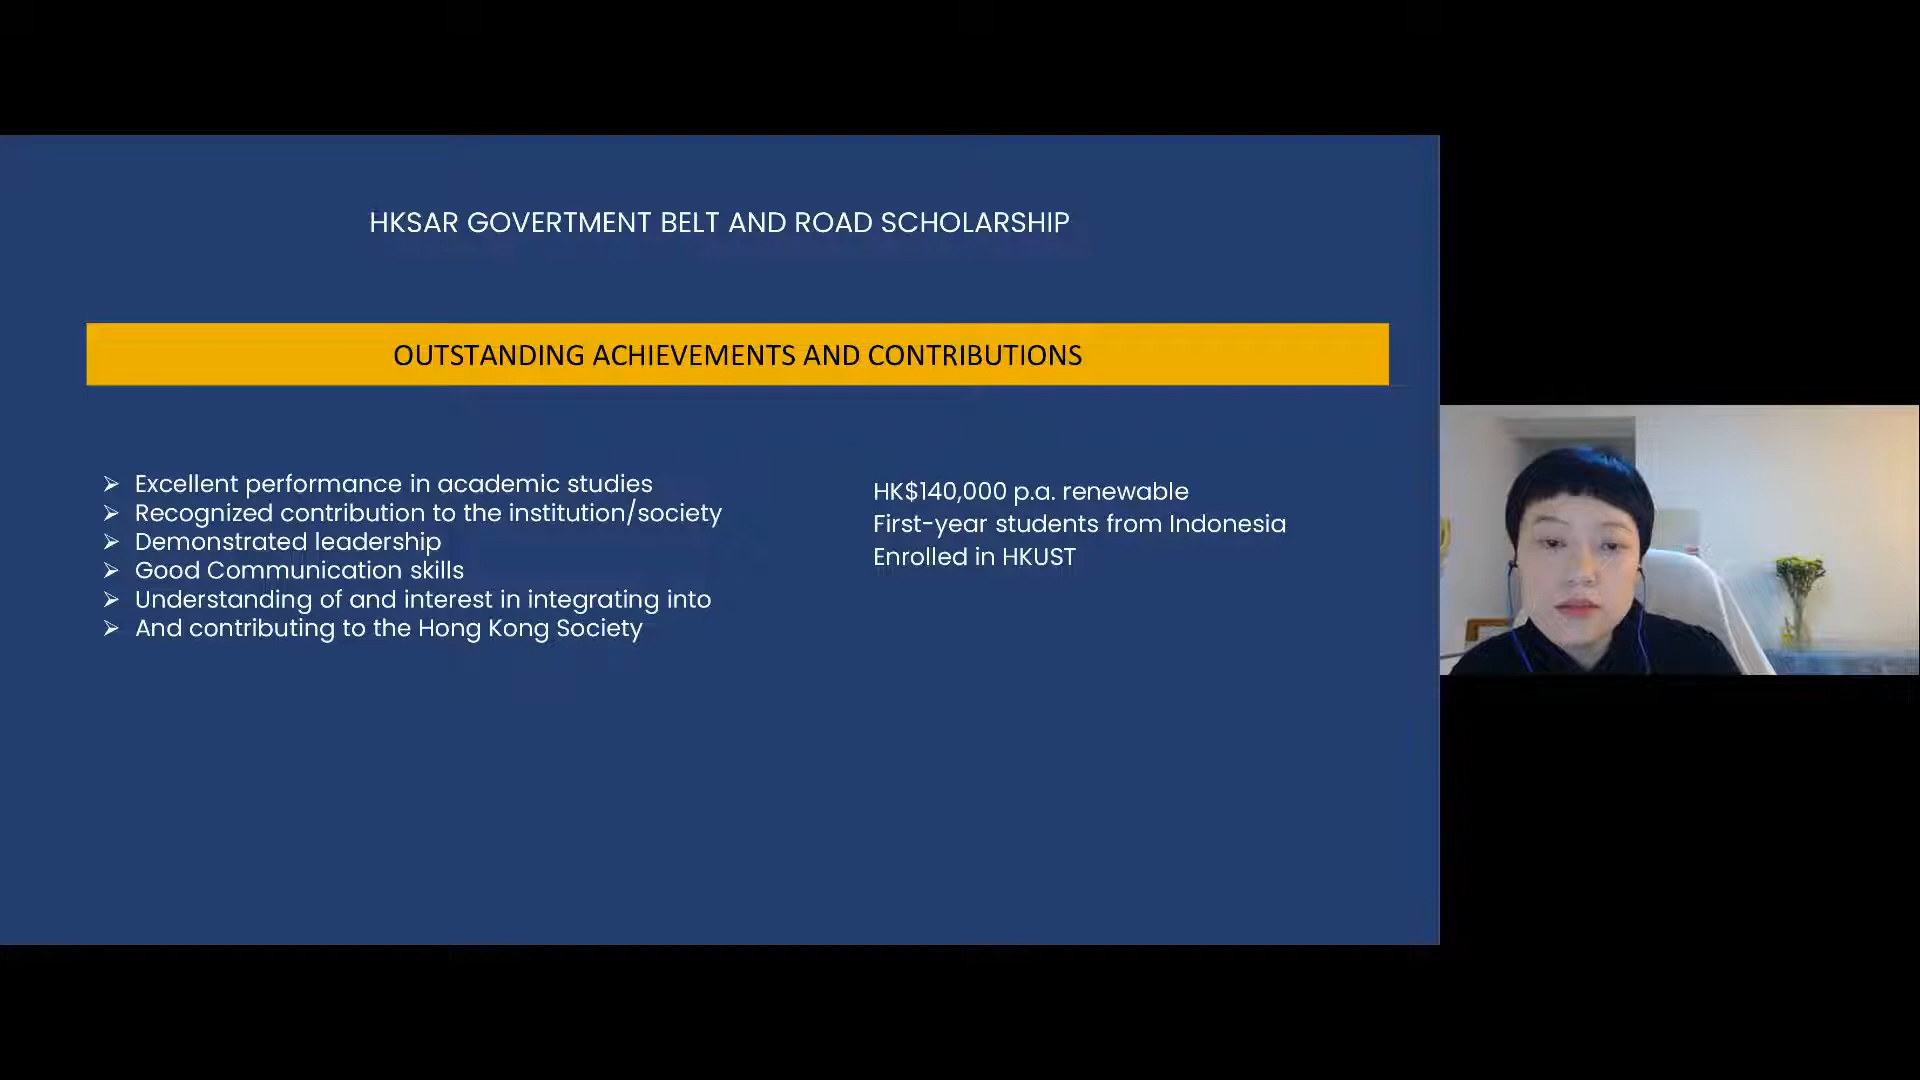 HKSAR GOVERTMENT BELT AND ROAD SCHOLARSHIP
OUTSTANDING ACHIEVEMENTS AND CONTRIBUTIONS
➢ Excellent performance in academic studies
➢ Recognized contribution to the institution/society
➢ Demonstrated leadership
➢ Good Communication skills
➢ Understanding of and interest in integrating into
➢ And contributing to the Hong Kong Society
HK$140,000 p.a. renewable
First-year students from Indonesia
Enrolled in HKUST